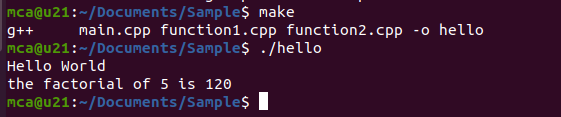 mca@u21:~/Documents/Sample$ make
g++     main.cpp function1.cpp function2.cpp -o hello
mca@u21:~/Documents/Sample$ ./hello
Hello World
the factorial of 5 is 120
mca@u21:~/Documents/Sample$